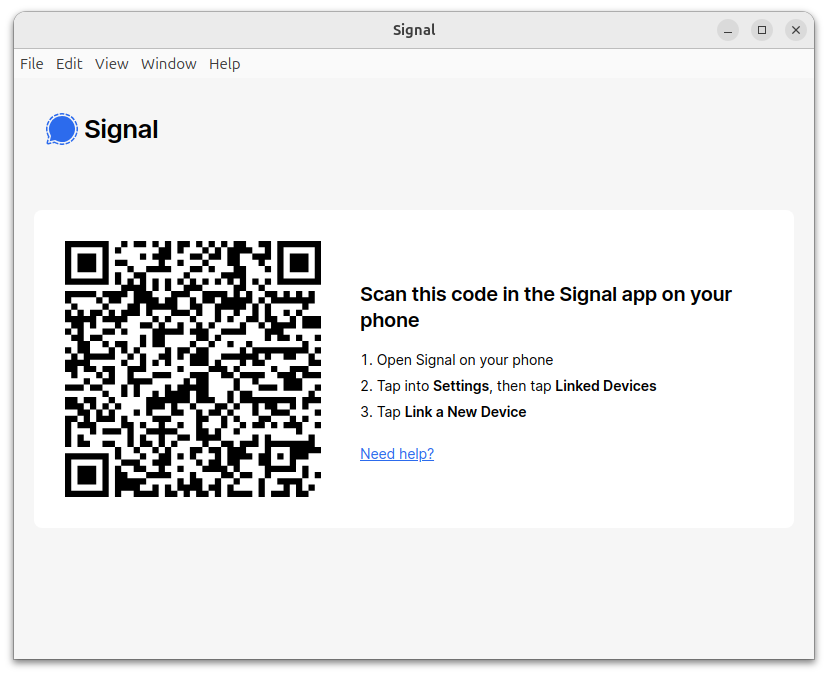 Signal
File Edit View Window Help
Signal
Scan this code in the Signal app on your
phone
1. Open Signal on your phone
2. Tap into Settings, then tap Linked Devices
3. Tap Link a New Device
Need help?